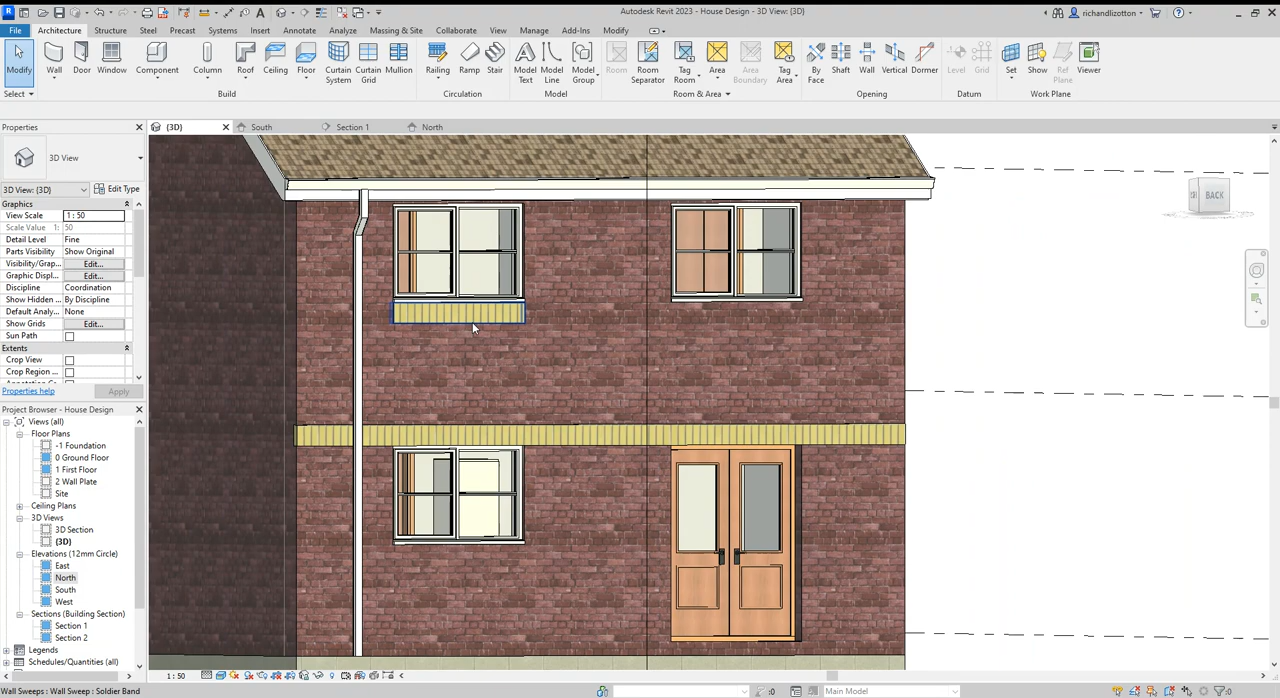 Autodesk Revit 2023 - House Design - 3D View: {3D}
richandlizotton
File Architecture Structure Steel Precast Systems Insert Annotate Analyze Massing & Site Collaborate View Manage Add-Ins Modify
Modify Wall Door Window Component Column Roof Ceiling Floor Curtain System Curtain Grid Mullion Railing Ramp Stair Model Text Model Line Model Group Room Room Separator Tag Room Area Area Boundary Tag Area By Face Shaft Wall Vertical Dormer Level Grid Set Show Ref Plane Viewer
Select Build Circulation Model Room & Area Opening Datum Work Plane
Properties
{3D} South Section 1 North
3D View
3D View: {3D} Edit Type
Graphics
View Scale 1 : 50
Scale Value 1: 50
Detail Level Fine
Parts Visibility Show Original
Visibility/Grap... Edit...
Graphic Displ... Edit...
Discipline Coordination
Show Hidden ... By Discipline
Default Analy... None
Show Grids Edit...
Sun Path
Extents
Crop View
Crop Region ...
Properties help Apply
Project Browser - House Design
Views (all)
Floor Plans
-1 Foundation
0 Ground Floor
1 First Floor
2 Wall Plate
Site
Ceiling Plans
3D Views
3D Section
{3D}
Elevations (12mm Circle)
East
North
South
West
Sections (Building Section)
Section 1
Section 2
Legends
Schedules/Quantities (all)
BACK
1 : 50
Wall Sweeps : Wall Sweep : Soldier Band
:0 Main Model :0